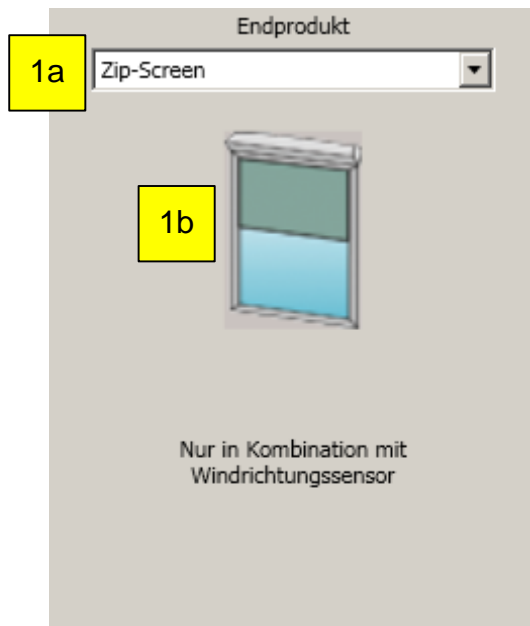 Endprodukt
1a
Zip-Screen
1b
Nur in Kombination mit
Windrichtungssensor